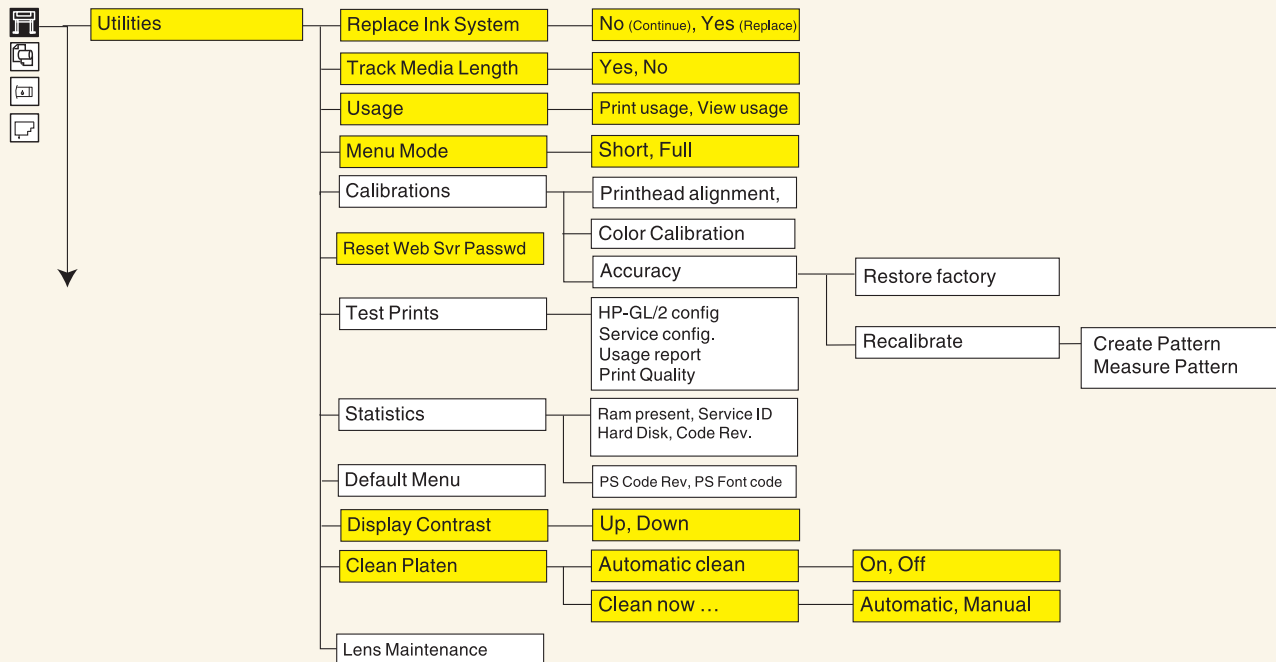 Utilities
Replace Ink System
No (Continue), Yes (Replace)
Track Media Length
Yes, No
Usage
Print usage, View usage
Menu Mode
Short, Full
Calibrations
Printhead alignment,
Color Calibration
Reset Web Svr Passwd
Accuracy
Restore factory
Recalibrate
Create Pattern
Measure Pattern
Test Prints
HP-GL/2 config
Service config.
Usage report
Print Quality
Statistics
Ram present, Service ID
Hard Disk, Code Rev.
PS Code Rev, PS Font code
Default Menu
Display Contrast
Up, Down
Clean Platen
Automatic clean
On, Off
Clean now ...
Automatic, Manual
Lens Maintenance